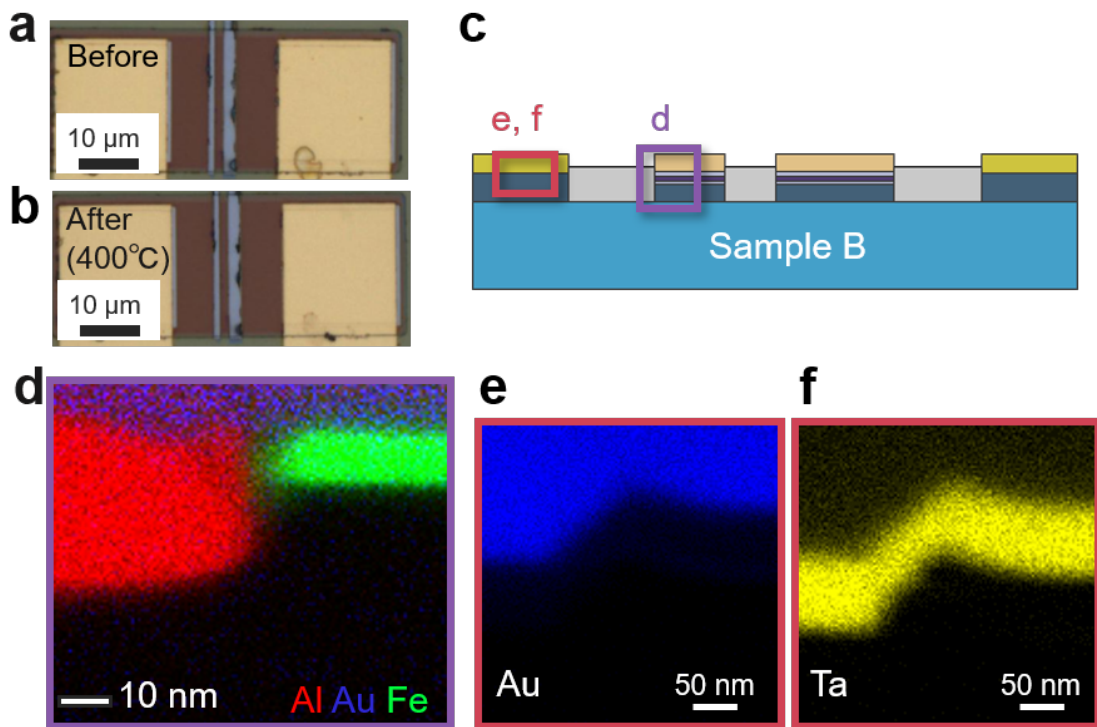 a
Before
10 μm
b
After
(400℃)
10 μm
c
e, f
d
Sample B
d
10 nm
Al Au Fe
e
Au
50 nm
f
Ta
50 nm